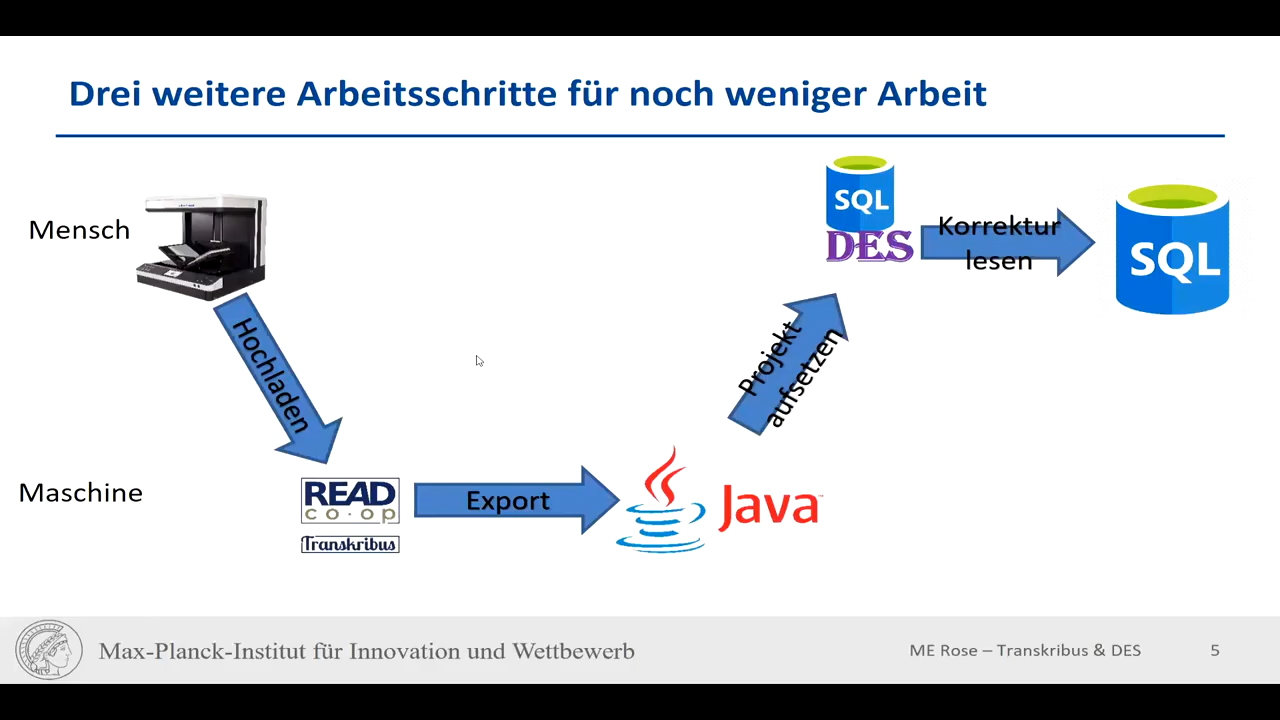 Drei weitere Arbeitsschritte für noch weniger Arbeit
Mensch
SQL
DES
Korrektur
lesen
SQL
Hochladen
Projekt
aufsetzen
Maschine
READ
co·op
Transkribus
Export
Java
Max-Planck-Institut für Innovation und Wettbewerb
ME Rose – Transkribus & DES
5